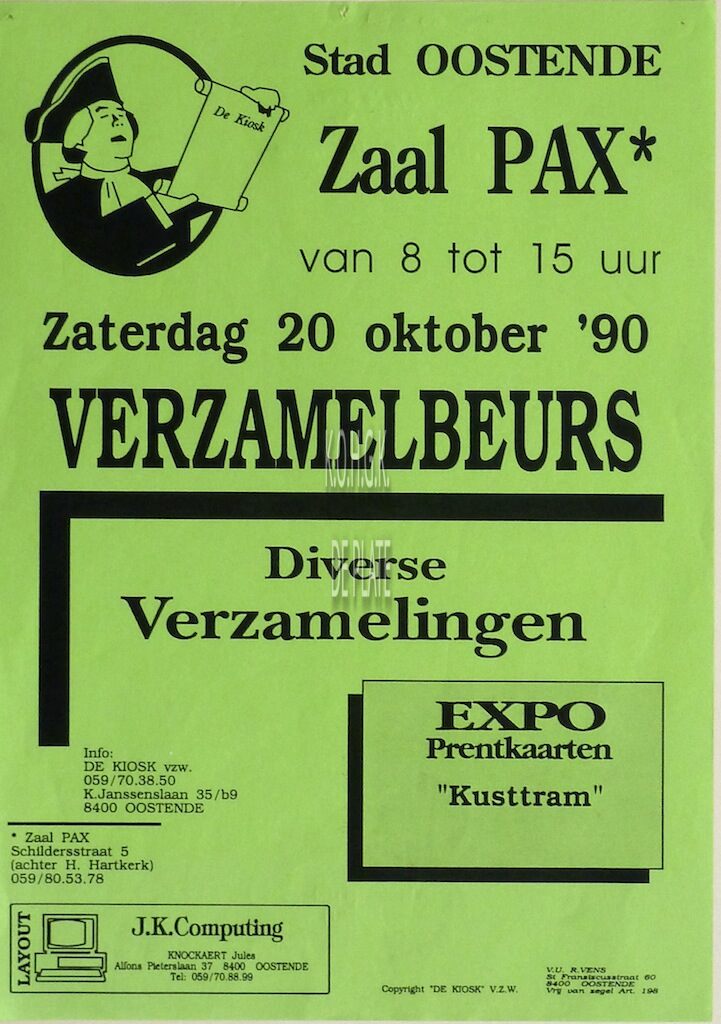 De Kiosk
Stad OOSTENDE
Zaal PAX*
van 8 tot 15 uur
Zaterdag 20 oktober '90
VERZAMELBEURS
K.O.H.G.K.
DE PLATE
Diverse
Verzamelingen
EXPO
Prentkaarten
"Kusttram"
Info:
DE KIOSK vzw.
059/70.38.50
K.Janssenslaan 35/b9
8400 OOSTENDE
* Zaal PAX
Schildersstraat 5
(achter H. Hartkerk)
059/80.53.78
LAYOUT
J.K.Computing
KNOCKAERT Jules
Alfons Pieterslaan 37 8400 OOSTENDE
Tel: 059/70.88.99
Copyright "DE KIOSK" V.Z.W.
V.U. R.VENS
St Fransiscusstraat 60
8400 OOSTENDE
Vrij van zegel Art. 198